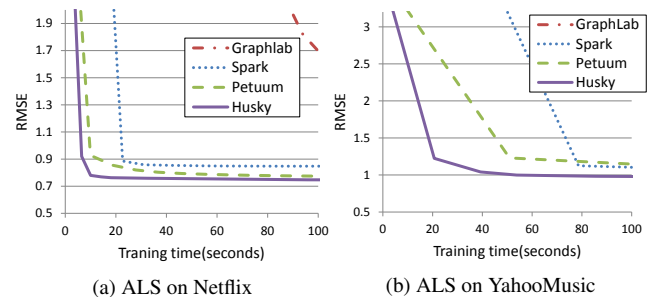 1.9
1.7
1.5
1.3
1.1
0.9
0.7
0.5
RMSE
Graphlab
Spark
Petuum
Husky
0 20 40 60 80 100
Traning time(seconds)
(a) ALS on Netflix
3
2.5
2
1.5
1
0.5
RMSE
GraphLab
Spark
Petuum
Husky
0 20 40 60 80 100
Training time(seconds)
(b) ALS on YahooMusic